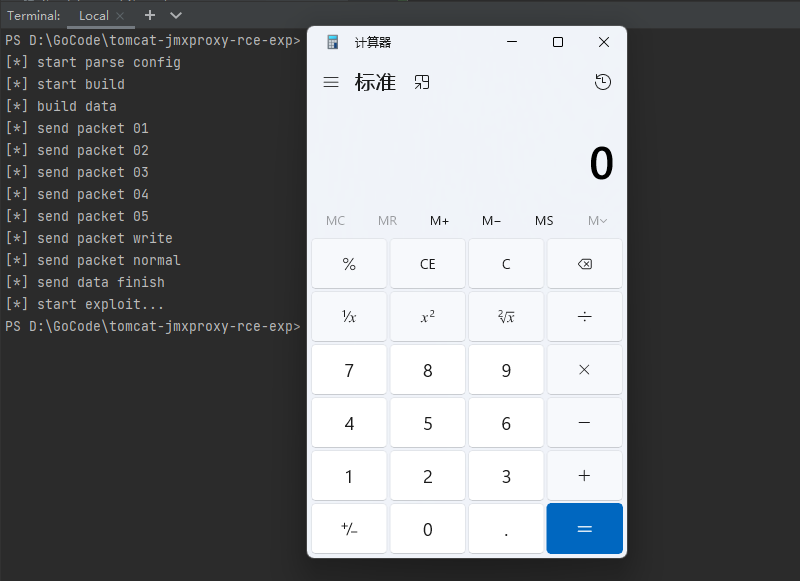 Terminal: Local
PS D:\GoCode\tomcat-jmxproxy-rce-exp>
[*] start parse config
[*] start build
[*] build data
[*] send packet 01
[*] send packet 02
[*] send packet 03
[*] send packet 04
[*] send packet 05
[*] send packet write
[*] send packet normal
[*] send data finish
[*] start exploit...
PS D:\GoCode\tomcat-jmxproxy-rce-exp>
计算器
标准
0
MC MR M+ M− MS M
% CE C
¹⁄x x² ²√x ÷
7 8 9 ×
4 5 6 −
1 2 3 +
+/− 0 . =